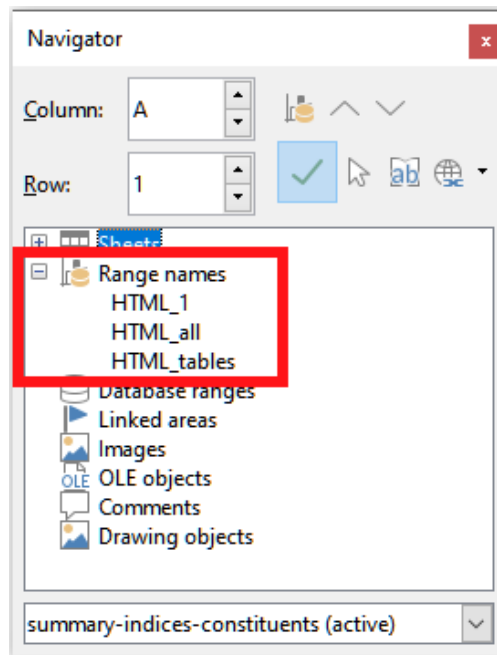 Navigator
x
Column: A
Row: 1
ab
Sheets
Range names
HTML_1
HTML_all
HTML_tables
Database ranges
Linked areas
Images
OLE OLE objects
Comments
Drawing objects
summary-indices-constituents (active)